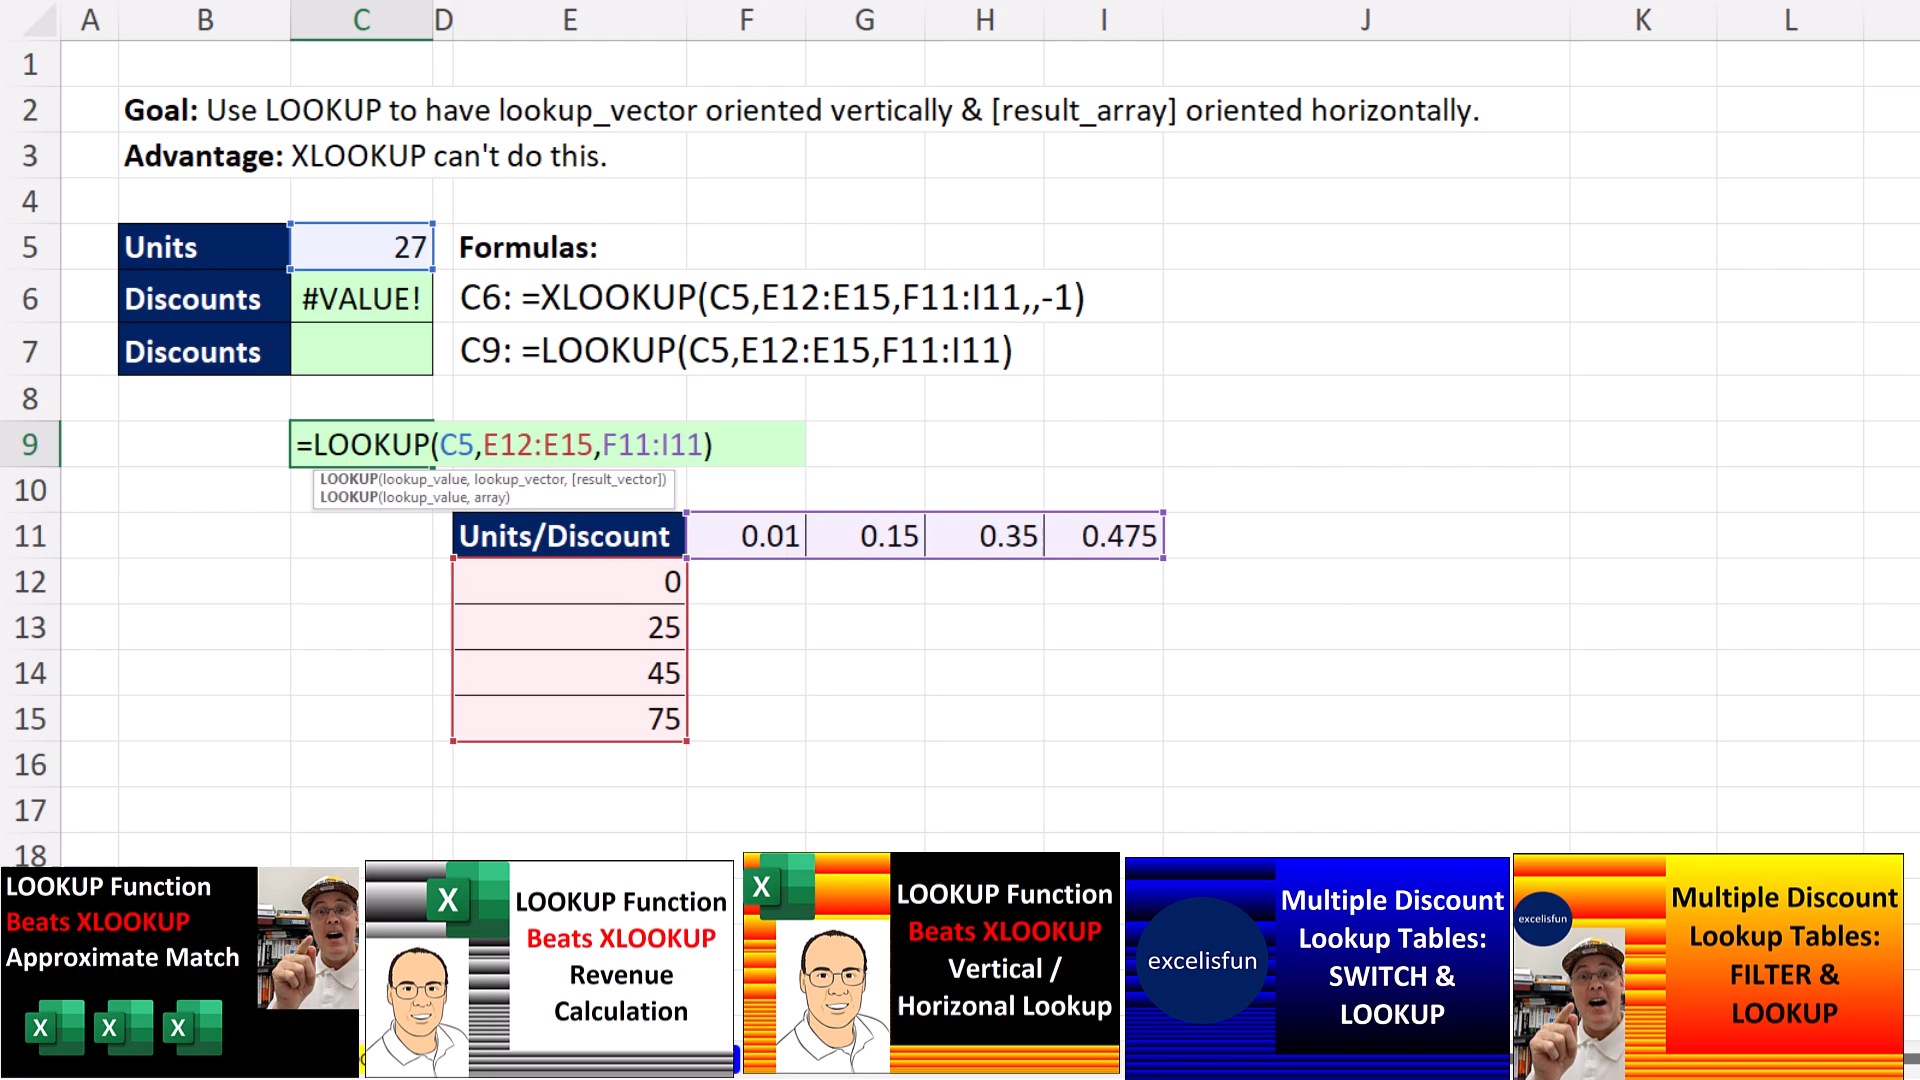 A B C D E F G H I J K L
1
2 Goal: Use LOOKUP to have lookup_vector oriented vertically & [result_array] oriented horizontally.
3 Advantage: XLOOKUP can't do this.
4
5 Units 27 Formulas:
6 Discounts #VALUE! C6: =XLOOKUP(C5,E12:E15,F11:I11,,-1)
7 Discounts C9: =LOOKUP(C5,E12:E15,F11:I11)
8
9 =LOOKUP(C5,E12:E15,F11:I11)
10 LOOKUP(lookup_value, lookup_vector, [result_vector])
LOOKUP(lookup_value, array)
11 Units/Discount 0.01 0.15 0.35 0.475
12 0
13 25
14 45
15 75
16
17
18
LOOKUP Function
Beats XLOOKUP
Approximate Match
X X X
X
LOOKUP Function
Beats XLOOKUP
Revenue
Calculation
X
LOOKUP Function
Beats XLOOKUP
Vertical /
Horizonal Lookup
excelisfun
Multiple Discount
Lookup Tables:
SWITCH &
LOOKUP
excelisfun
Multiple Discount
Lookup Tables:
FILTER &
LOOKUP